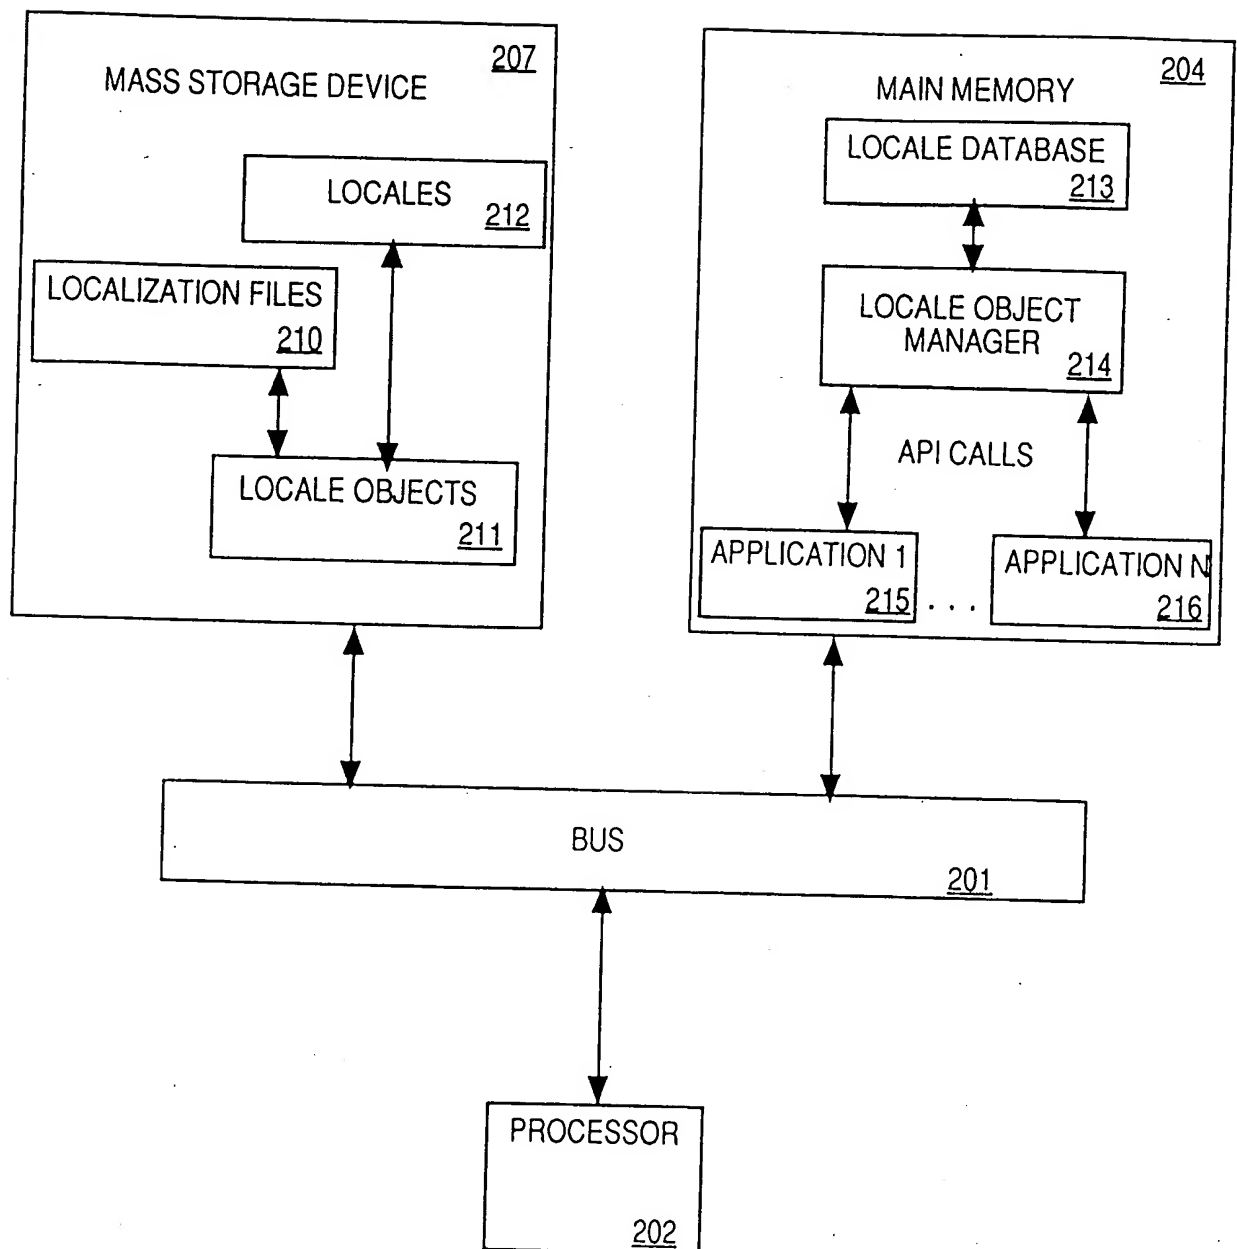 207
MASS STORAGE DEVICE
LOCALES
212
LOCALIZATION FILES
210
LOCALE OBJECTS
211
204
MAIN MEMORY
LOCALE DATABASE
213
LOCALE OBJECT
MANAGER
214
API CALLS
APPLICATION 1
215
. . .
APPLICATION N
216
BUS
201
PROCESSOR
202